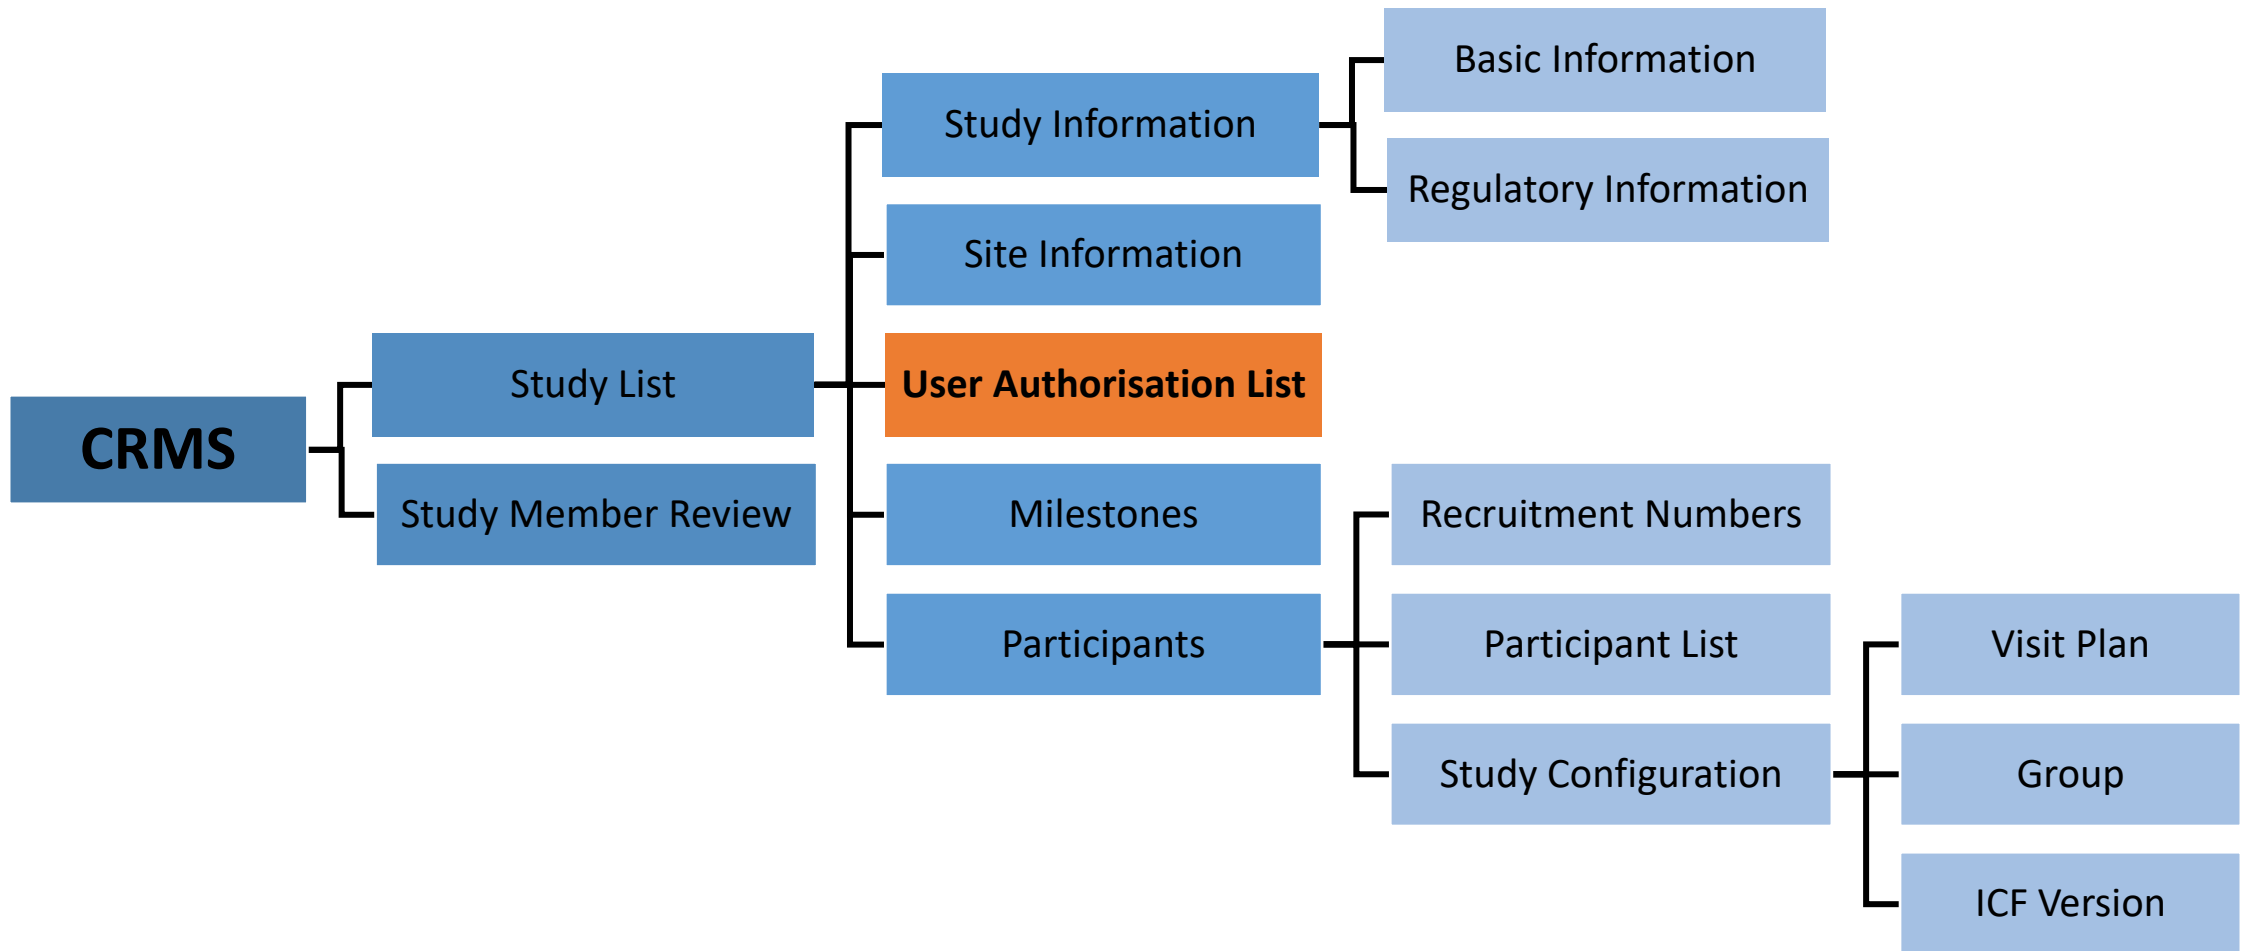 CRMS
Study List
Study Member Review
Study Information
Site Information
User Authorisation List
Milestones
Participants
Basic Information
Regulatory Information
Recruitment Numbers
Participant List
Study Configuration
Visit Plan
Group
ICF Version